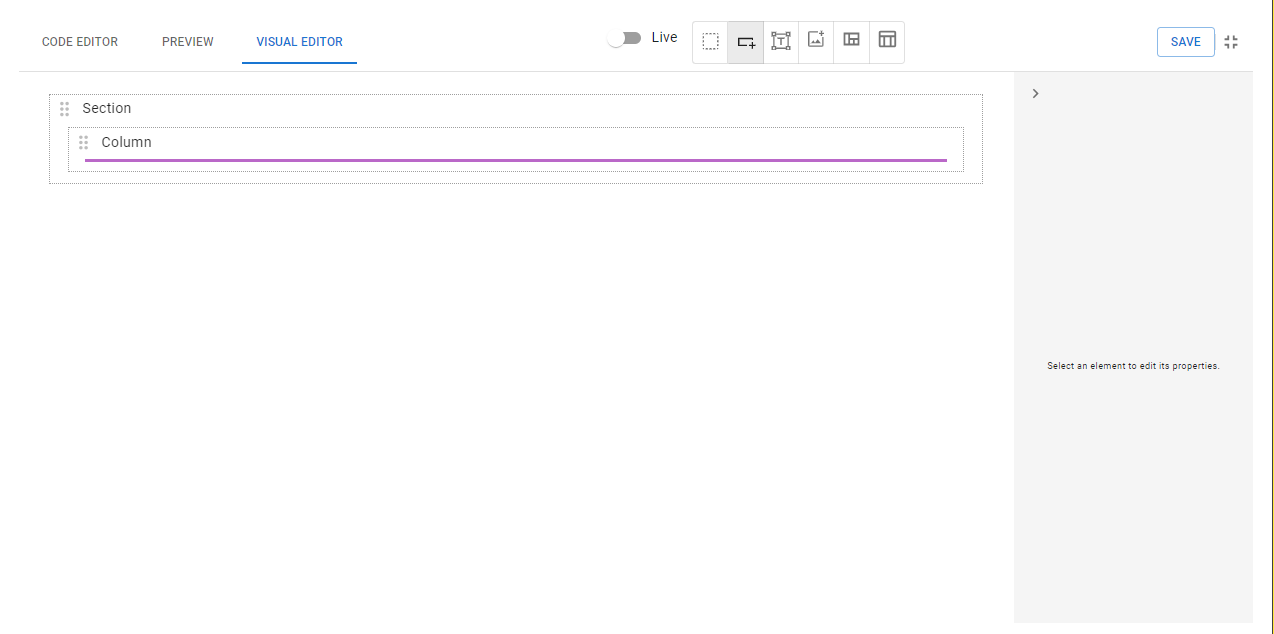 CODE EDITOR
PREVIEW
VISUAL EDITOR
Live
SAVE
Section
Column
Select an element to edit its properties.